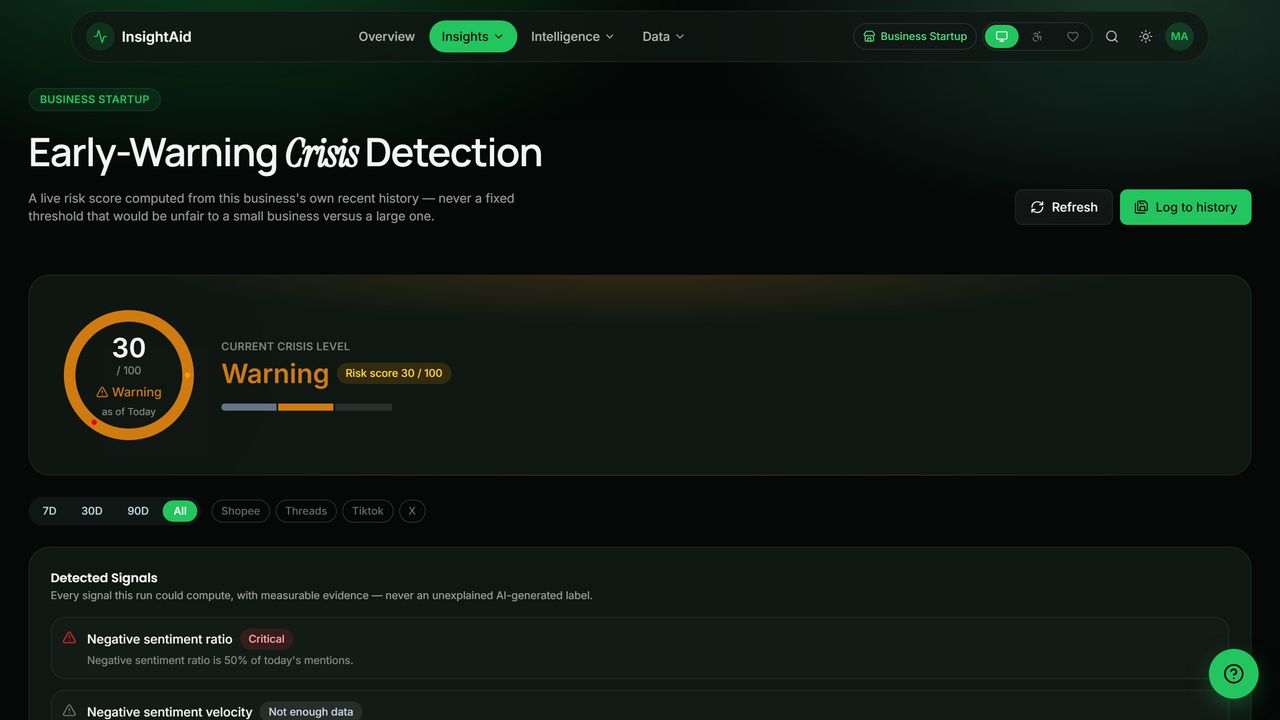 InsightAid
Overview
Insights
Intelligence
Data
Business Startup
MA
BUSINESS STARTUP
Early-Warning Crisis Detection
A live risk score computed from this business's own recent history — never a fixed
threshold that would be unfair to a small business versus a large one.
Refresh
Log to history
30
/ 100
Warning
as of Today
CURRENT CRISIS LEVEL
Warning
Risk score 30 / 100
7D
30D
90D
All
Shopee
Threads
Tiktok
X
Detected Signals
Every signal this run could compute, with measurable evidence — never an unexplained AI-generated label.
Negative sentiment ratio
Critical
Negative sentiment ratio is 50% of today's mentions.
Negative sentiment velocity
Not enough data